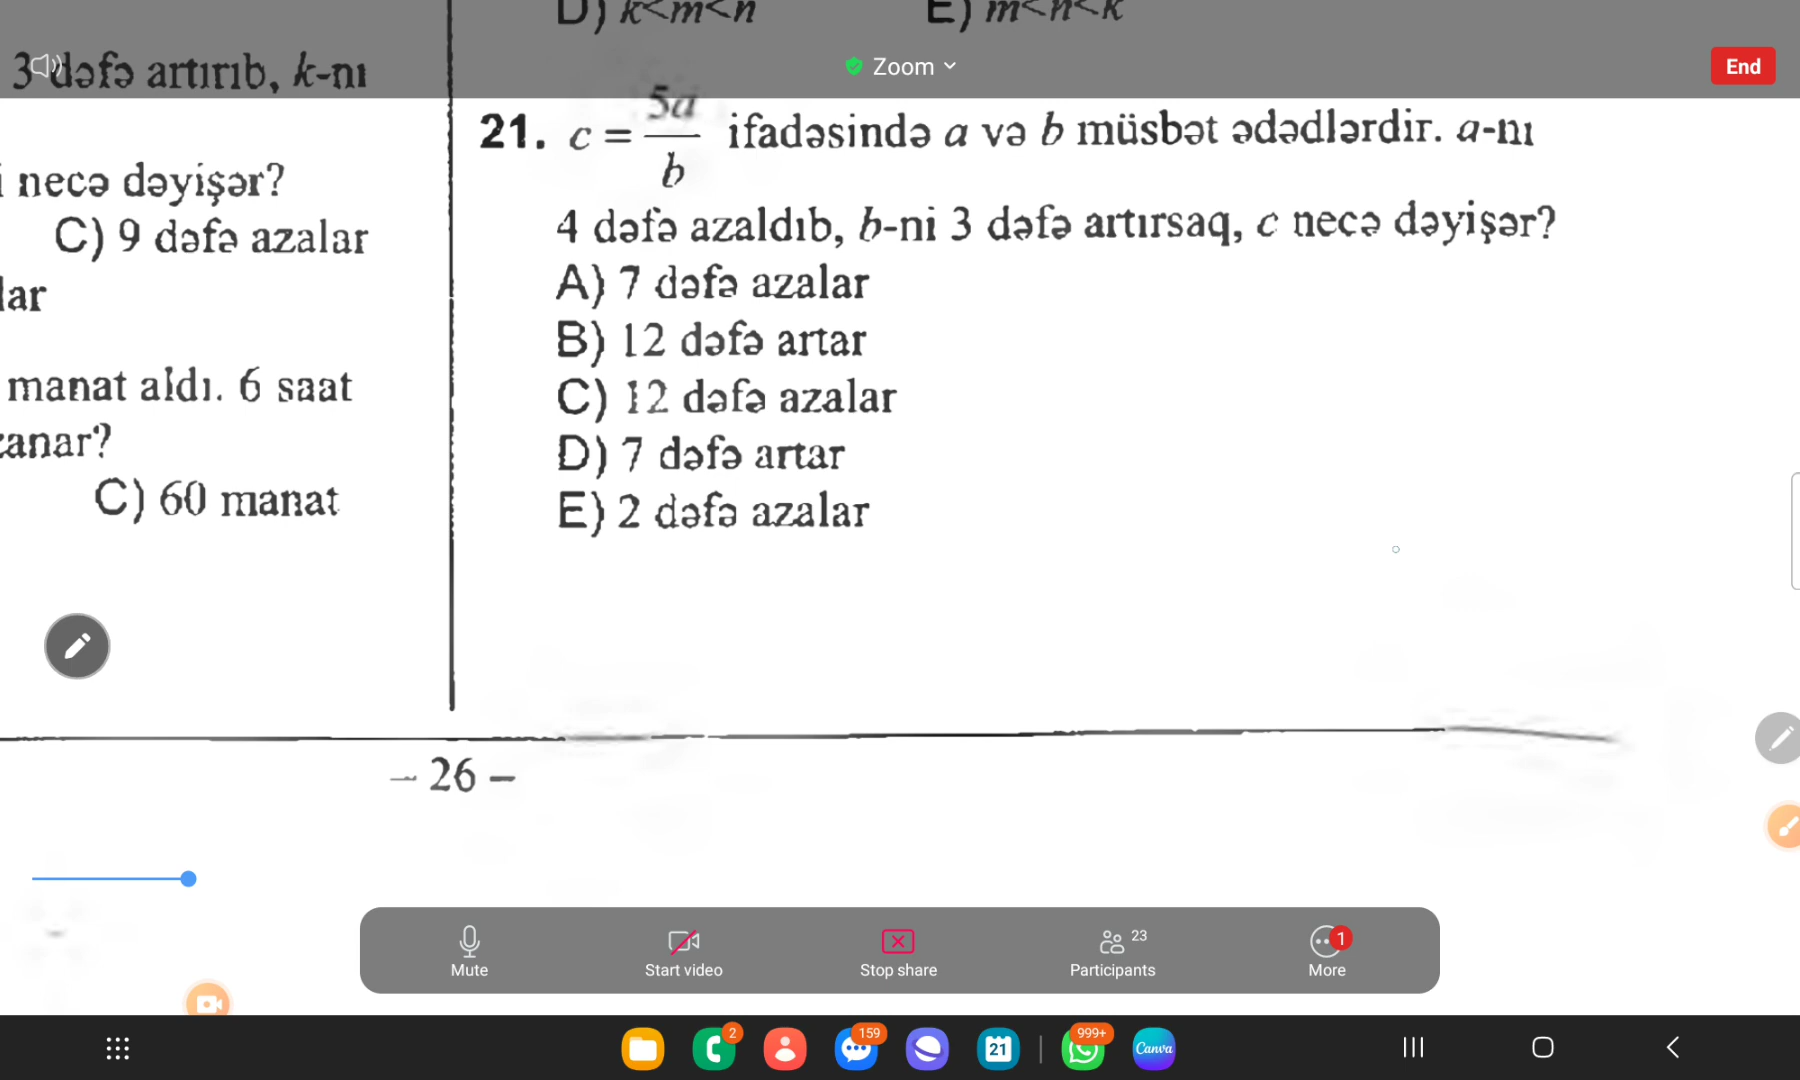 D) k<m<n E) m<n<k
3 dəfə artırıb, k-nı
Zoom
End
21. c = 5a/b ifadəsində a və b müsbət ədədlərdir. a-nı
i necə dəyişər?
4 dəfə azaldıb, b-ni 3 dəfə artırsaq, c necə dəyişər?
C) 9 dəfə azalar
A) 7 dəfə azalar
lar
B) 12 dəfə artar
manat aldı. 6 saat
C) 12 dəfə azalar
zanar?
D) 7 dəfə artar
C) 60 manat
E) 2 dəfə azalar
– 26 –
Mute
Start video
Stop share
23
Participants
1
More
2
159
21
999+
Canva